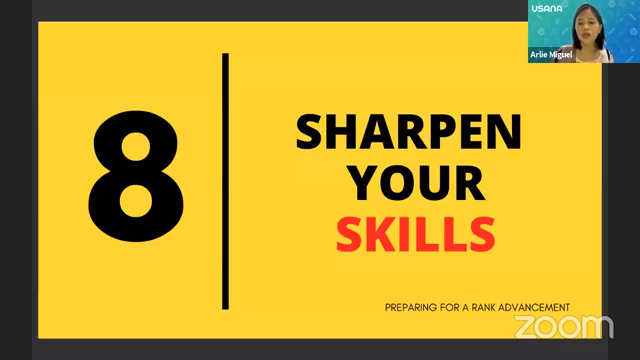 USANA
Arlie Miguel
8
SHARPEN
YOUR
SKILLS
PREPARING FOR A RANK ADVANCEMENT
zoom